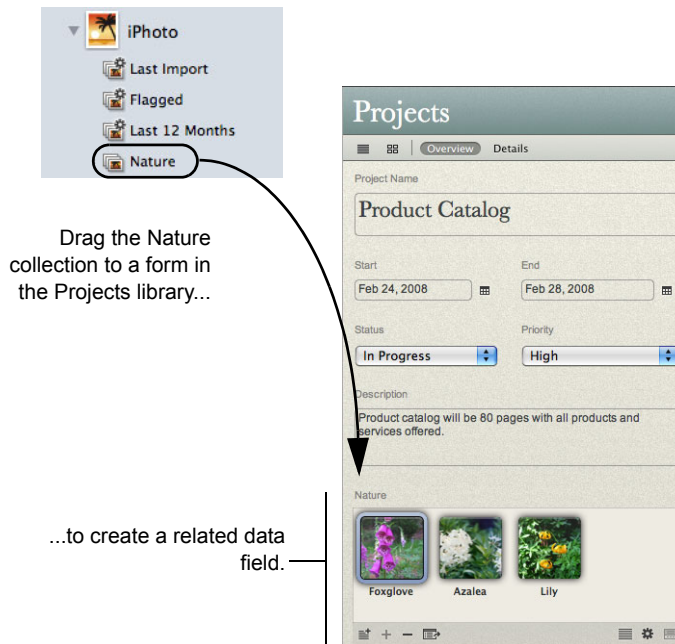 iPhoto
Last Import
Flagged
Last 12 Months
Nature
Drag the Nature
collection to a form in
the Projects library...
Projects
Overview Details
Project Name
Product Catalog
Start End
Feb 24, 2008 Feb 28, 2008
Status Priority
In Progress High
Description
Product catalog will be 80 pages with all products and
services offered.
Nature
Foxglove Azalea Lily
...to create a related data
field.